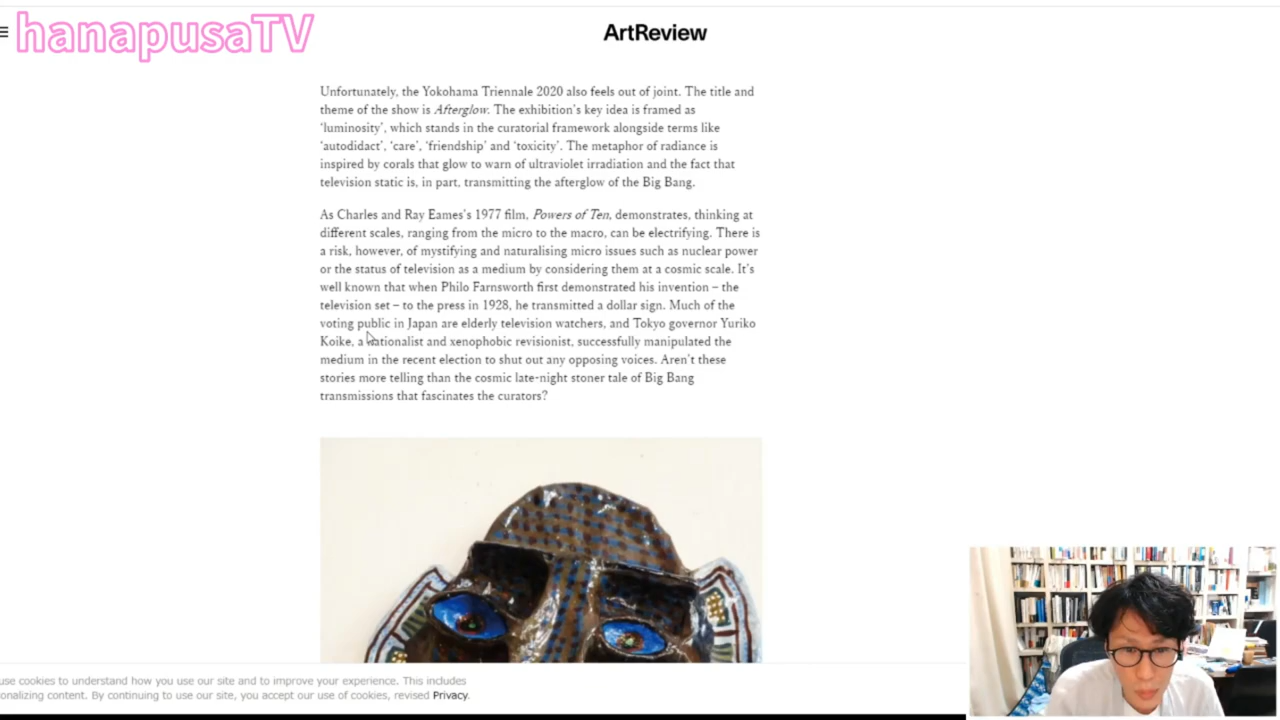 hanapusaTV
ArtReview
Unfortunately, the Yokohama Triennale 2020 also feels out of joint. The title and
theme of the show is Afterglow. The exhibition's key idea is framed as
‘luminosity’, which stands in the curatorial framework alongside terms like
‘autodidact’, ‘care’, ‘friendship’ and ‘toxicity’. The metaphor of radiance is
inspired by corals that glow to warn of ultraviolet irradiation and the fact that
television static is, in part, transmitting the afterglow of the Big Bang.
As Charles and Ray Eames's 1977 film, Powers of Ten, demonstrates, thinking at
different scales, ranging from the micro to the macro, can be electrifying. There is
a risk, however, of mystifying and naturalising micro issues such as nuclear power
or the status of television as a medium by considering them at a cosmic scale. It's
well known that when Philo Farnsworth first demonstrated his invention – the
television set – to the press in 1928, he transmitted a dollar sign. Much of the
voting public in Japan are elderly television watchers, and Tokyo governor Yuriko
Koike, a nationalist and xenophobic revisionist, successfully manipulated the
medium in the recent election to shut out any opposing voices. Aren't these
stories more telling than the cosmic late-night stoner tale of Big Bang
transmissions that fascinates the curators?
use cookies to understand how you use our site and to improve your experience. This includes
onalizing content. By continuing to use our site, you accept our use of cookies, revised Privacy.